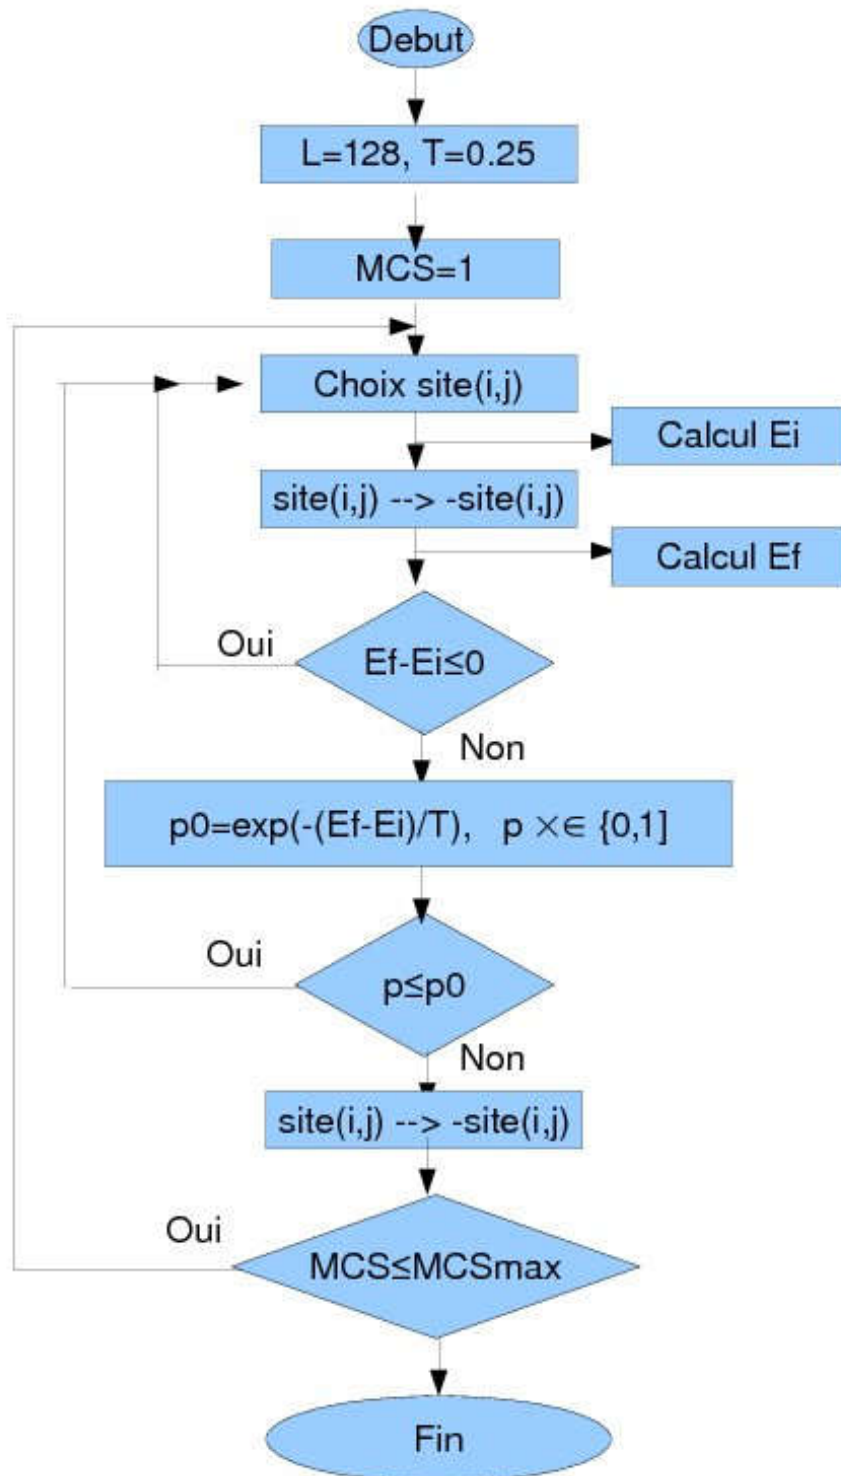 Debut
L=128, T=0.25
MCS=1
Choix site(i,j)
Calcul Ei
site(i,j) --> -site(i,j)
Calcul Ef
Oui
Ef-Ei≤0
Non
p0=exp(-(Ef-Ei)/T), p ×∈ {0,1]
Oui
p≤p0
Non
site(i,j) --> -site(i,j)
Oui
MCS≤MCSmax
Fin